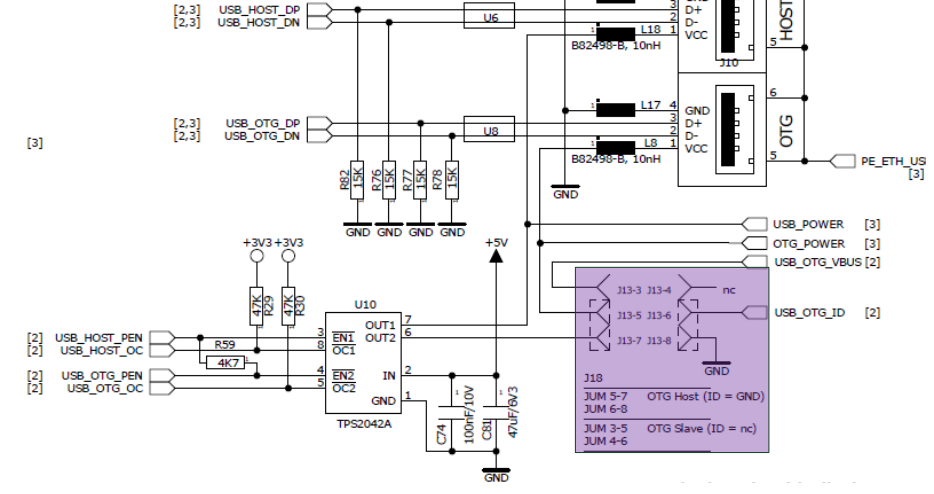 [2,3] USB_HOST_DP
[2,3] USB_HOST_DN
U6
3 D+
2 D-
L18 1 VCC
B82498-B, 10nH
HOST
5
J10
[2,3] USB_OTG_DP
[2,3] USB_OTG_DN
U8
1 L17 4 GND
3 D+
2 D-
1 L8 1 VCC
B82498-B, 10nH
6
OTG
5
[3]
PE_ETH_US
[3]
R82 15K
R76 15K
R77 15K
R78 15K
GND GND GND GND
GND
USB_POWER [3]
OTG_POWER [3]
USB_OTG_VBUS [2]
+3V3 +3V3
+5V
47K R29
47K R30
U10
J13-3 J13-4 nc
J13-5 J13-6
USB_OTG_ID [2]
J13-7 J13-8
GND
[2] USB_HOST_PEN
[2] USB_HOST_OC
R59
4K7
[2] USB_OTG_PEN
[2] USB_OTG_OC
3 EN1
8 OC1
4 EN2
5 OC2
OUT1 7
OUT2 6
IN 2
GND 1
TPS2042A
C74 100nF/10V
C81 47uF/6V3
GND
J18
JUM 5-7 OTG Host (ID = GND)
JUM 6-8
JUM 3-5 OTG Slave (ID = nc)
JUM 4-6